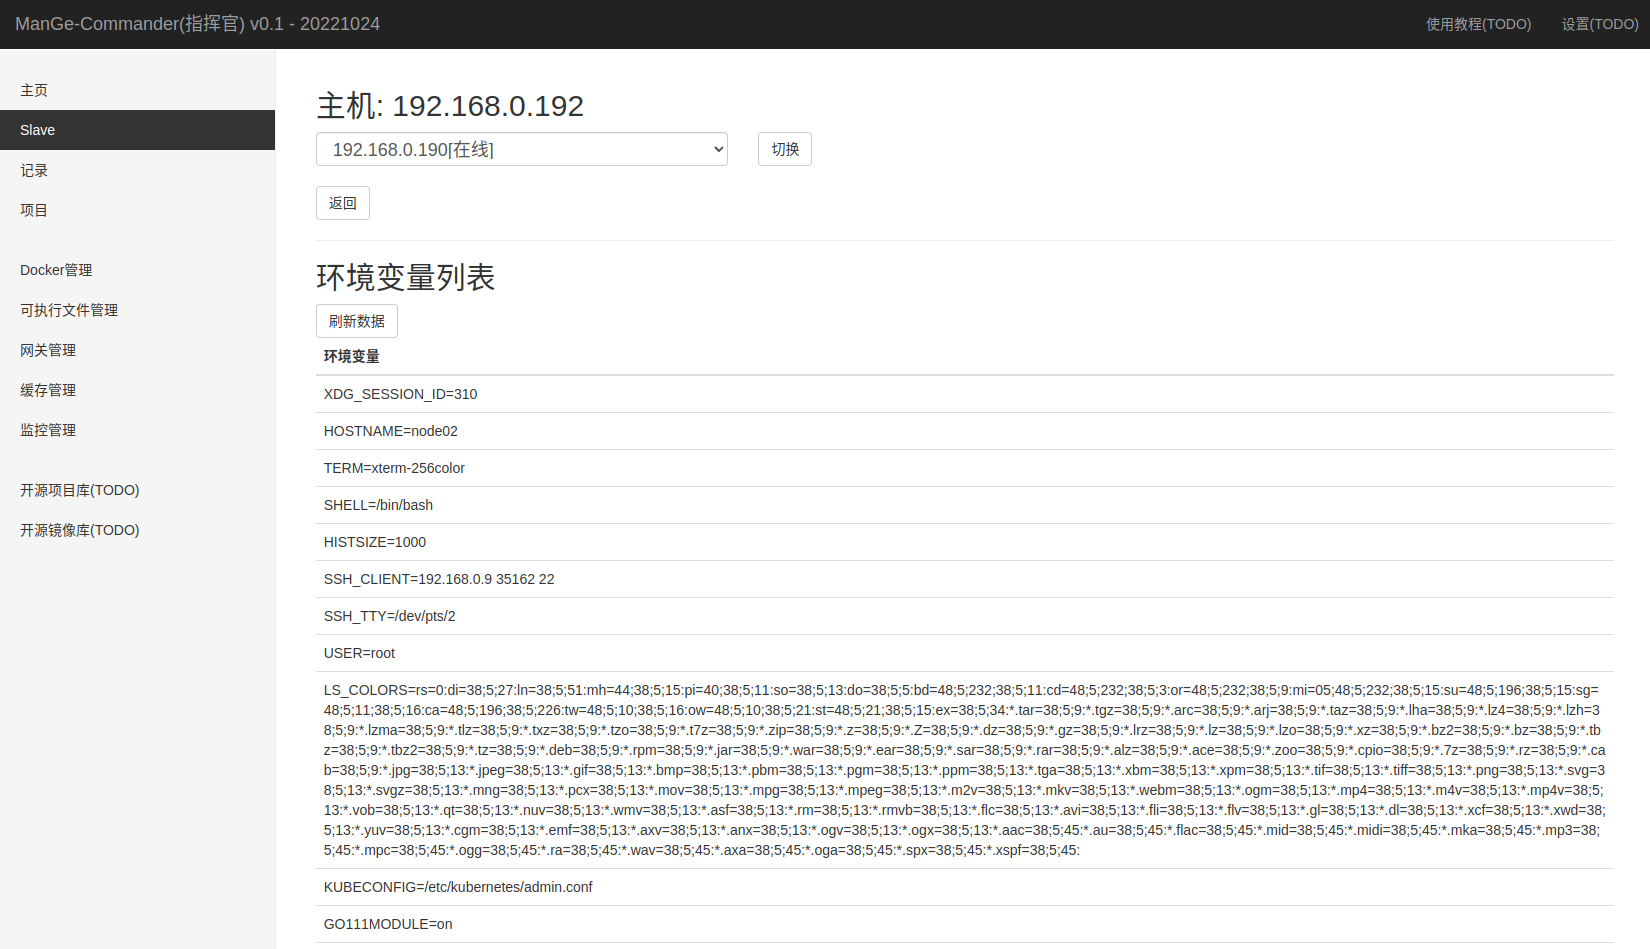 ManGe-Commander(指挥官) v0.1 - 20221024
使用教程(TODO)
设置(TODO)
主页
Slave
记录
项目
Docker管理
可执行文件管理
网关管理
缓存管理
监控管理
开源项目库(TODO)
开源镜像库(TODO)
主机: 192.168.0.192
192.168.0.190[在线]
切换
返回
环境变量列表
刷新数据
环境变量
XDG_SESSION_ID=310
HOSTNAME=node02
TERM=xterm-256color
SHELL=/bin/bash
HISTSIZE=1000
SSH_CLIENT=192.168.0.9 35162 22
SSH_TTY=/dev/pts/2
USER=root
LS_COLORS=rs=0:di=38;5;27:ln=38;5;51:mh=44;38;5;15:pi=40;38;5;11:so=38;5;13:do=38;5;5:bd=48;5;232;38;5;11:cd=48;5;232;38;5;3:or=48;5;232;38;5;9:mi=05;48;5;232;38;5;15:su=48;5;196;38;5;15:sg=
48;5;11;38;5;16:ca=48;5;196;38;5;226:tw=48;5;10;38;5;16:ow=48;5;10;38;5;21:st=48;5;21;38;5;15:ex=38;5;34:*.tar=38;5;9:*.tgz=38;5;9:*.arc=38;5;9:*.arj=38;5;9:*.taz=38;5;9:*.lha=38;5;9:*.lz4=38;5;9:*.lzh=3
8;5;9:*.lzma=38;5;9:*.tlz=38;5;9:*.txz=38;5;9:*.tzo=38;5;9:*.t7z=38;5;9:*.zip=38;5;9:*.z=38;5;9:*.Z=38;5;9:*.dz=38;5;9:*.gz=38;5;9:*.lrz=38;5;9:*.lz=38;5;9:*.lzo=38;5;9:*.xz=38;5;9:*.bz2=38;5;9:*.bz=38;5;9:*.tb
z=38;5;9:*.tbz2=38;5;9:*.tz=38;5;9:*.deb=38;5;9:*.rpm=38;5;9:*.jar=38;5;9:*.war=38;5;9:*.ear=38;5;9:*.sar=38;5;9:*.rar=38;5;9:*.alz=38;5;9:*.ace=38;5;9:*.zoo=38;5;9:*.cpio=38;5;9:*.7z=38;5;9:*.rz=38;5;9:*.ca
b=38;5;9:*.jpg=38;5;13:*.jpeg=38;5;13:*.gif=38;5;13:*.bmp=38;5;13:*.pbm=38;5;13:*.pgm=38;5;13:*.ppm=38;5;13:*.tga=38;5;13:*.xbm=38;5;13:*.xpm=38;5;13:*.tif=38;5;13:*.tiff=38;5;13:*.png=38;5;13:*.svg=3
8;5;13:*.svgz=38;5;13:*.mng=38;5;13:*.pcx=38;5;13:*.mov=38;5;13:*.mpg=38;5;13:*.mpeg=38;5;13:*.m2v=38;5;13:*.mkv=38;5;13:*.webm=38;5;13:*.ogm=38;5;13:*.mp4=38;5;13:*.m4v=38;5;13:*.mp4v=38;5;
13:*.vob=38;5;13:*.qt=38;5;13:*.nuv=38;5;13:*.wmv=38;5;13:*.asf=38;5;13:*.rm=38;5;13:*.rmvb=38;5;13:*.flc=38;5;13:*.avi=38;5;13:*.fli=38;5;13:*.flv=38;5;13:*.gl=38;5;13:*.dl=38;5;13:*.xcf=38;5;13:*.xwd=38;
5;13:*.yuv=38;5;13:*.cgm=38;5;13:*.emf=38;5;13:*.axv=38;5;13:*.anx=38;5;13:*.ogv=38;5;13:*.ogx=38;5;13:*.aac=38;5;45:*.au=38;5;45:*.flac=38;5;45:*.mid=38;5;45:*.midi=38;5;45:*.mka=38;5;45:*.mp3=38;
5;45:*.mpc=38;5;45:*.ogg=38;5;45:*.ra=38;5;45:*.wav=38;5;45:*.axa=38;5;45:*.oga=38;5;45:*.spx=38;5;45:*.xspf=38;5;45:
KUBECONFIG=/etc/kubernetes/admin.conf
GO111MODULE=on